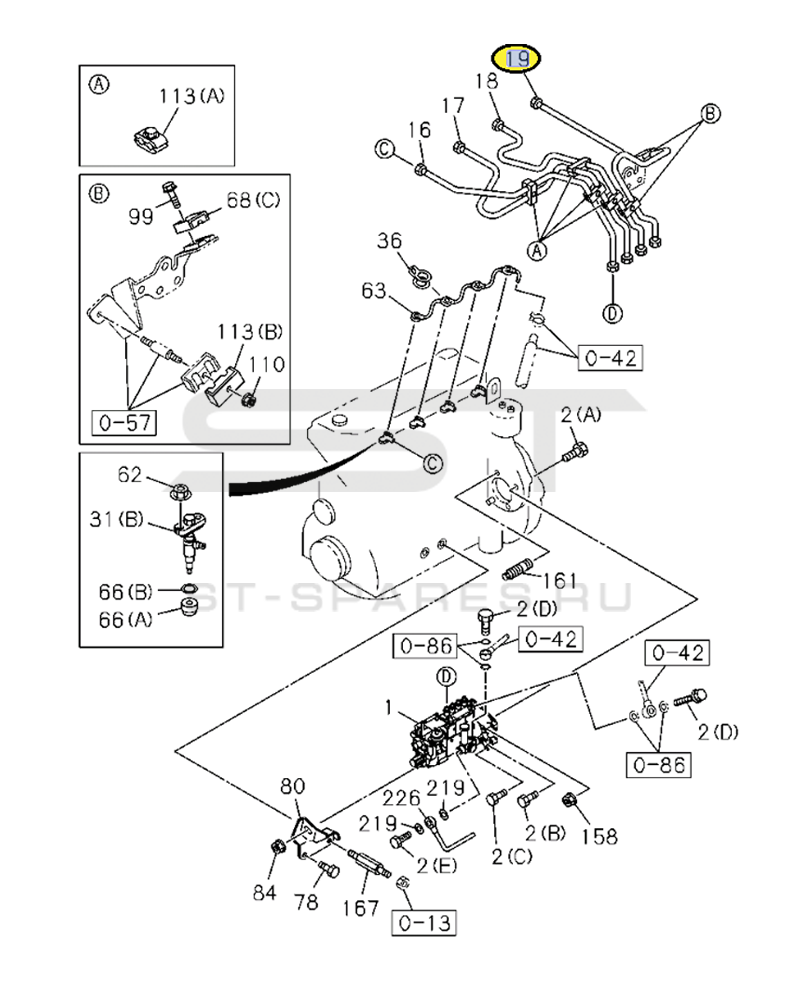 19
18
17
16
C
B
A
D
A
113(A)
B
99
68(C)
113(B)
110
0-57
36
63
0-42
2(A)
C
62
31(B)
66(B)
66(A)
161
ST
ST-SPARES.RU
2(D)
0-86
0-42
D
0-42
1
2(D)
0-86
80
226
219
219
2(E)
2(C)
2(B)
158
84
78
167
0-13